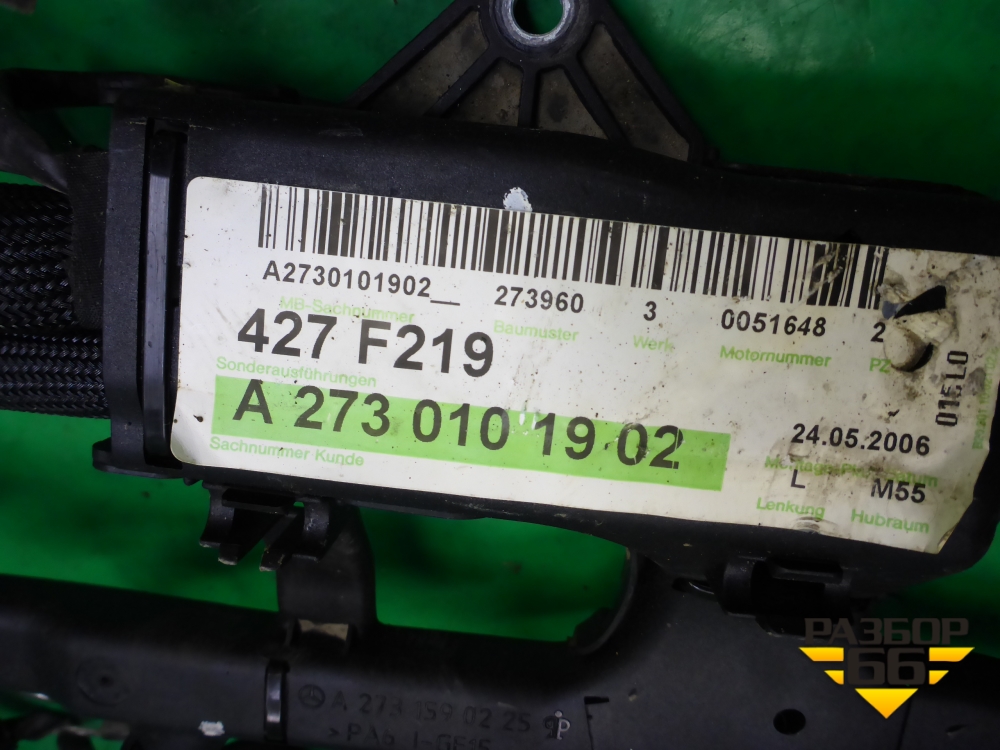 A2730101902__ 273960 3 0051648 2
MB-Sachnummer Baumuster Werk Motornummer PZ
427 F219
Sonderausführungen
A 273 010 19 02
Sachnummer Kunde
24.05.2006
L M55
Lenkung Hubraum
015L0
РАЗБОР
66
A 273 159 02 25